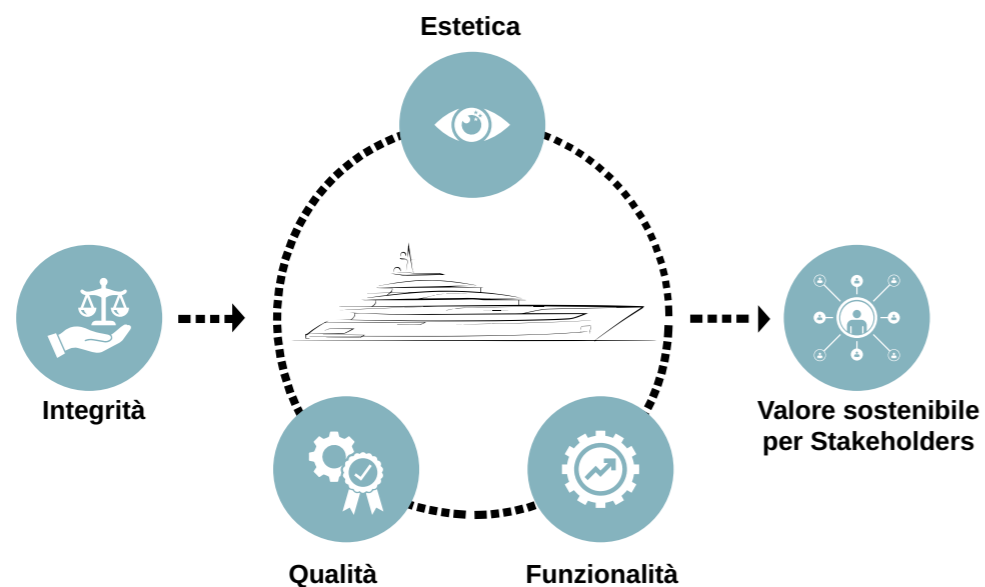 Estetica
Integrità
Valore sostenibile
per Stakeholders
Qualità
Funzionalità